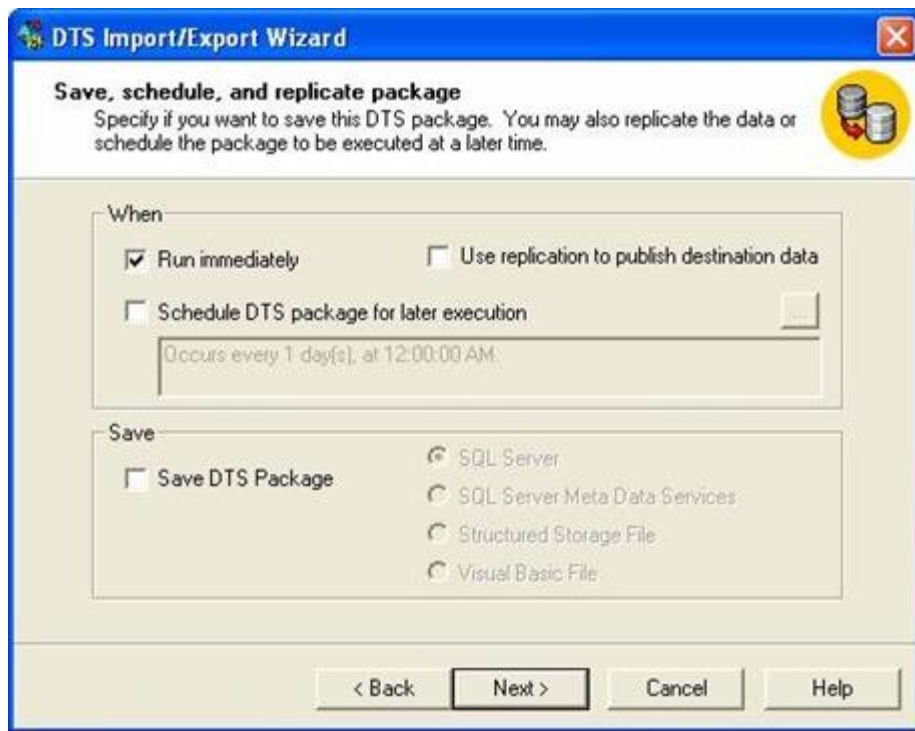 DTS Import/Export Wizard
Save, schedule, and replicate package
Specify if you want to save this DTS package. You may also replicate the data or
schedule the package to be executed at a later time.
When
Run immediately
Use replication to publish destination data
Schedule DTS package for later execution
...
Occurs every 1 day(s), at 12:00:00 AM.
Save
Save DTS Package
SQL Server
SQL Server Meta Data Services
Structured Storage File
Visual Basic File
< Back
Next >
Cancel
Help